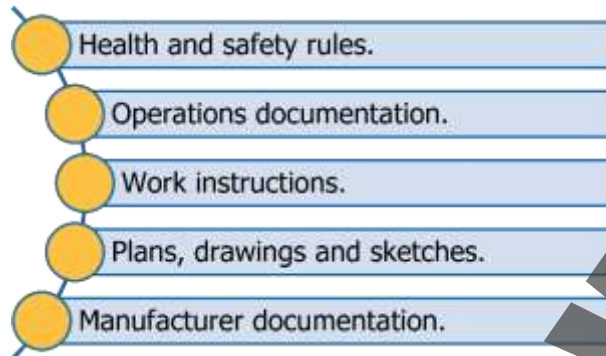 Health and safety rules.
Operations documentation.
Work instructions.
Plans, drawings and sketches.
Manufacturer documentation.